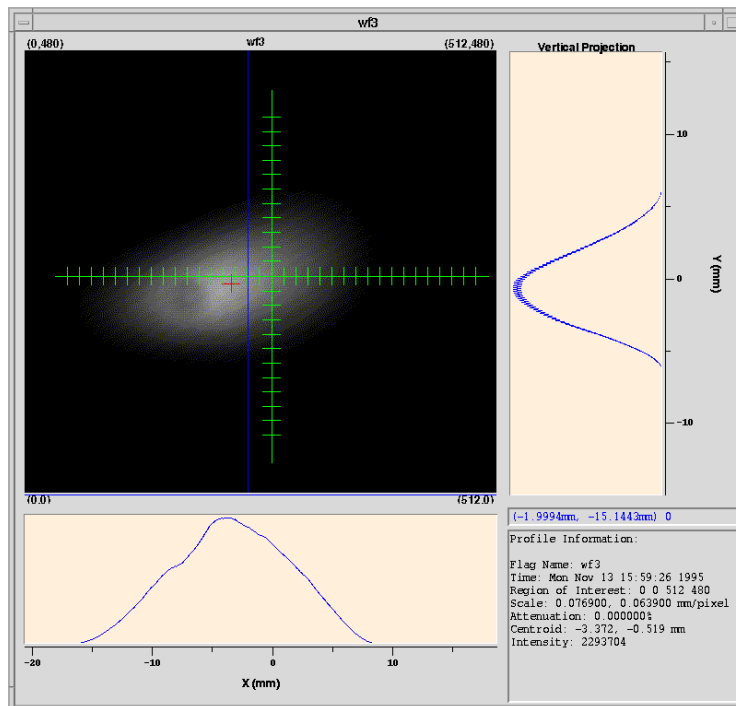 wf3
(0,480) wf3 (512,480)
Vertical Projection
10
0
-10
Y (mm)
(0.0) (512.0)
-20 -10 0 10
X (mm)
(-1.9994mm, -15.1443mm) 0
Profile Information:
Flag Name: wf3
Time: Mon Nov 13 15:59:26 1995
Region of Interest: 0 0 512 480
Scale: 0.076900, 0.063900 mm/pixel
Attenuation: 0.000000%
Centroid: -3.372, -0.519 mm
Intensity: 2293704